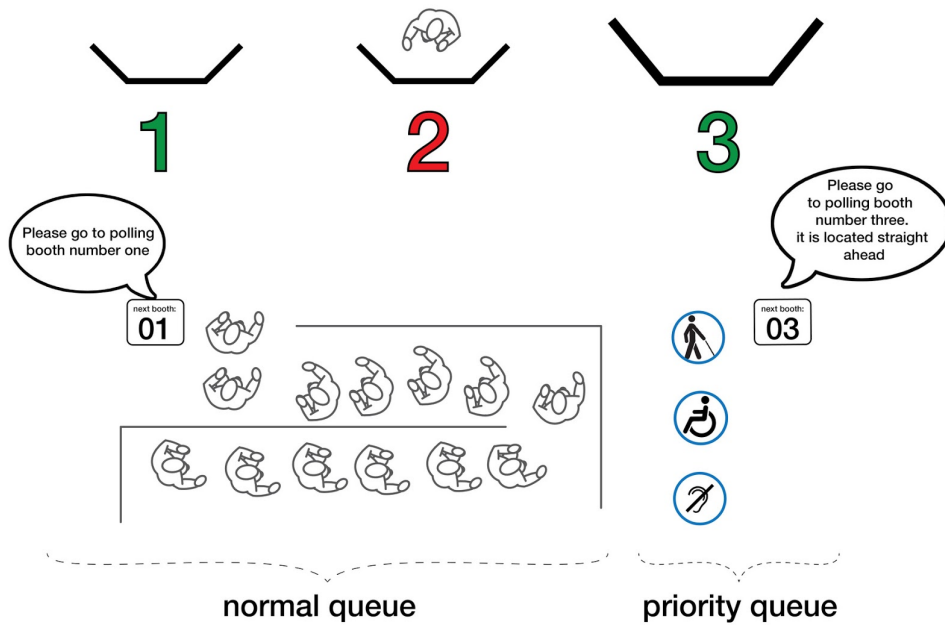 1
2
3
Please go to polling
booth number one
Please go
to polling booth
number three.
it is located straight
ahead
next booth:
01
next booth:
03
normal queue
priority queue